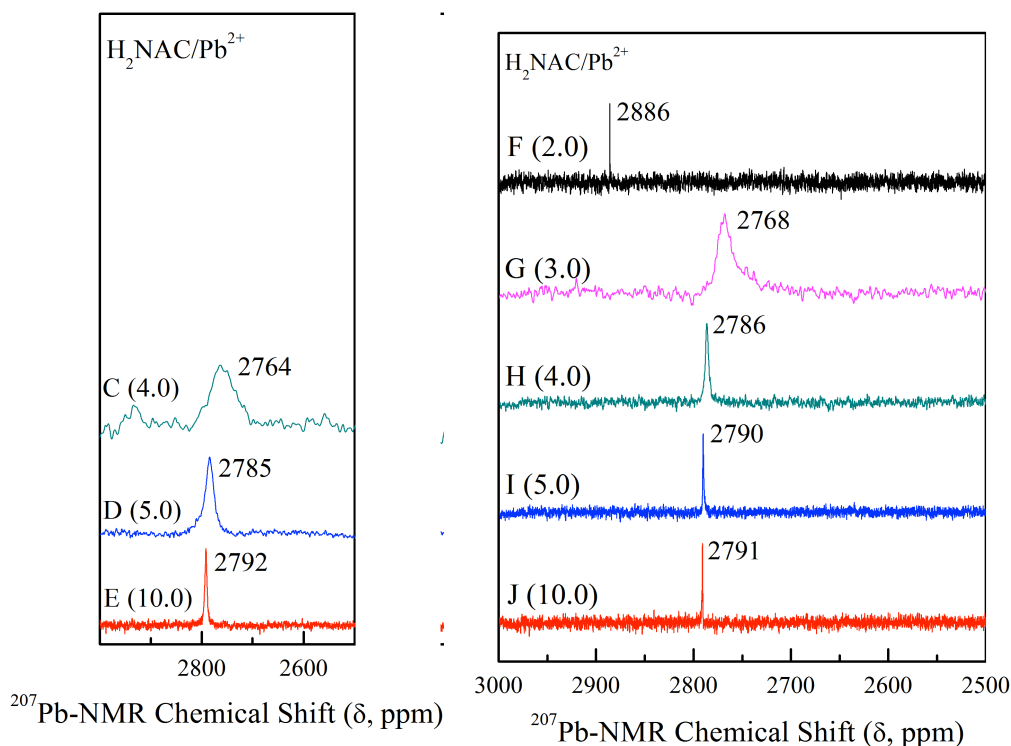 H₂NAC/Pb²⁺
C (4.0)
2764
D (5.0)
2785
E (10.0)
2792
2800 2600
²⁰⁷Pb-NMR Chemical Shift (δ, ppm)
H₂NAC/Pb²⁺
F (2.0)
2886
G (3.0)
2768
H (4.0)
2786
I (5.0)
2790
J (10.0)
2791
3000 2900 2800 2700 2600 2500
²⁰⁷Pb-NMR Chemical Shift (δ, ppm)